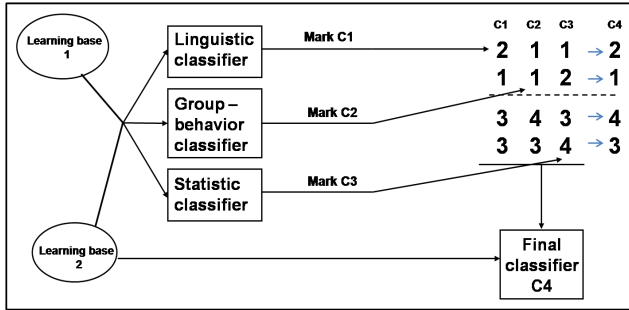 Learning base
1
Linguistic
classifier
Mark C1
Group –
behavior
classifier
Mark C2
Statistic
classifier
Mark C3
Learning base
2
C1 C2 C3 C4
2 1 1 → 2
1 1 2 → 1
3 4 3 → 4
3 3 4 → 3
Final
classifier
C4